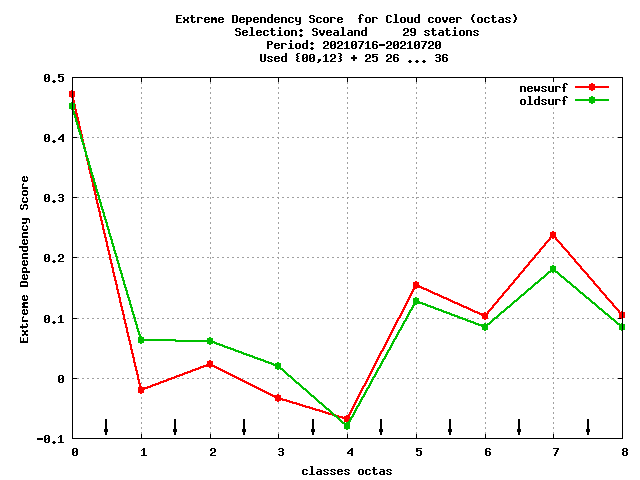 Extreme Dependency Score  for Cloud cover (octas)
Selection: Svealand     29 stations
Period: 20210716-20210720
Used {00,12} + 25 26 ... 36
newsurf
oldsurf
0.5
0.4
0.3
0.2
0.1
0
-0.1
Extreme Dependency Score
0 1 2 3 4 5 6 7 8
classes octas